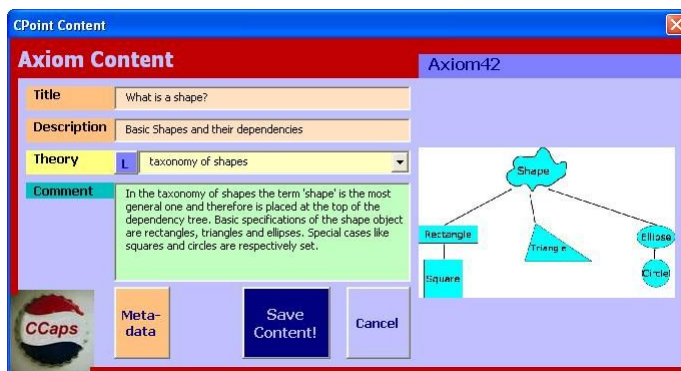 CPoint Content
Axiom Content
Axiom42
Title
What is a shape?
Description
Basic Shapes and their dependencies
Theory
L
taxonomy of shapes
Comment
In the taxonomy of shapes the term 'shape' is the most
general one and therefore is placed at the top of the
dependency tree. Basic specifications of the shape object
are rectangles, triangles and ellipses. Special cases like
squares and circles are respectively set.
Shape
Rectangle
Triangle
Ellipse
Square
Circle
CCaps
Meta-
data
Save
Content!
Cancel